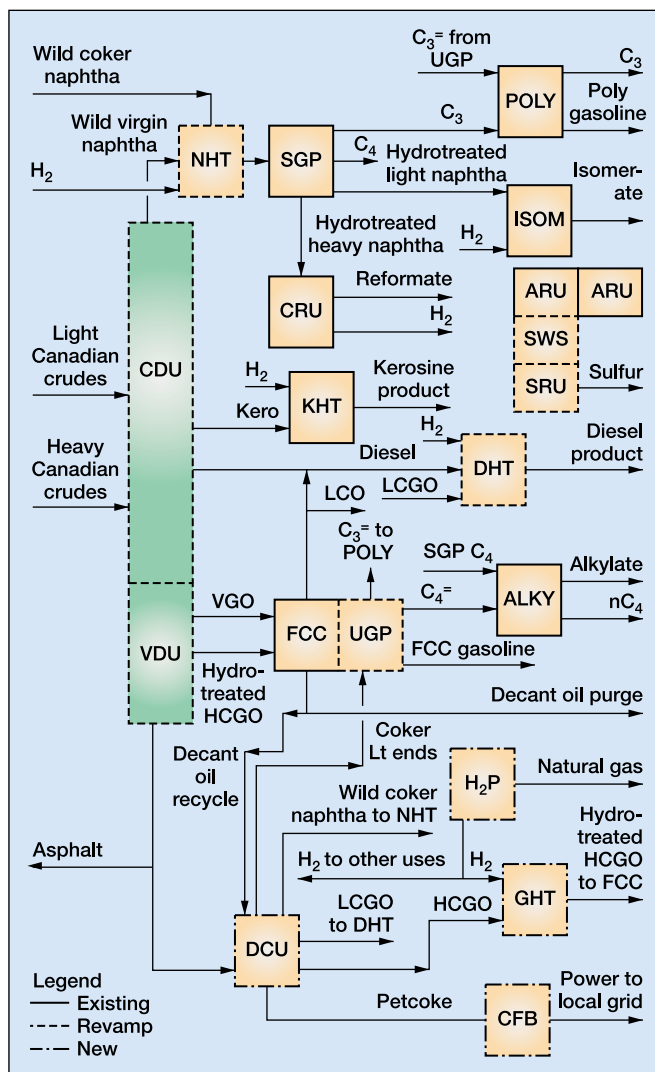 C3= from
UGP
C3
Wild coker
naphtha
POLY
Poly
gasoline
Wild virgin
naphtha
C3
C4
NHT
SGP
Hydrotreated
light naphtha
H2
Isomer-
ate
ISOM
Hydrotreated
heavy naphtha
H2
Reformate
CRU
H2
ARU
ARU
SWS
SRU
Sulfur
Light
Canadian
crudes
CDU
H2
Kerosine
product
KHT
Kero
H2
Diesel
product
Heavy
Canadian
crudes
Diesel
DHT
LCGO
LCO
C3= to
POLY
SGP C4
Alkylate
VGO
C4=
ALKY
nC4
FCC
UGP
VDU
FCC gasoline
Hydro-
treated
HCGO
Decant oil purge
Decant
oil
recycle
Coker
Lt ends
H2P
Natural gas
Wild coker
naphtha to NHT
Hydro-
treated
HCGO
to FCC
Asphalt
H2 to other uses
H2
LCGO
to DHT
HCGO
GHT
DCU
Legend
Existing
Revamp
New
Petcoke
CFB
Power to
local grid